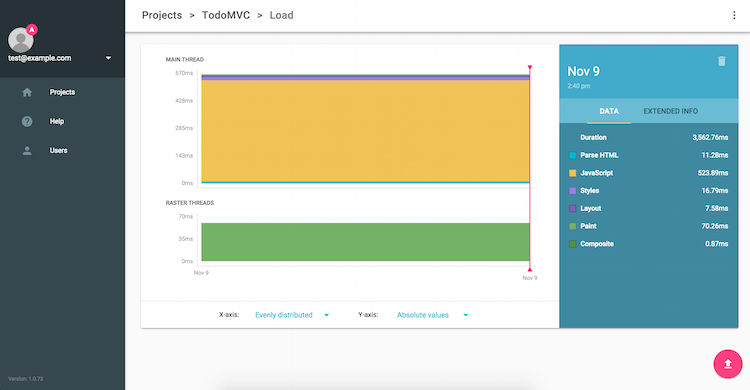 A
test@example.com
Projects
Help
Users
Version: 1.0.72
Projects > TodoMVC > Load
MAIN THREAD
570ms
428ms
285ms
143ms
0ms
RASTER THREADS
70ms
35ms
0ms
Nov 9
Nov 9
X-axis: Evenly distributed Y-axis: Absolute values
Nov 9
2:40 pm
DATA EXTENDED INFO
Duration 3,562.76ms
Parse HTML 11.28ms
JavaScript 523.89ms
Styles 16.79ms
Layout 7.58ms
Paint 70.26ms
Composite 0.87ms